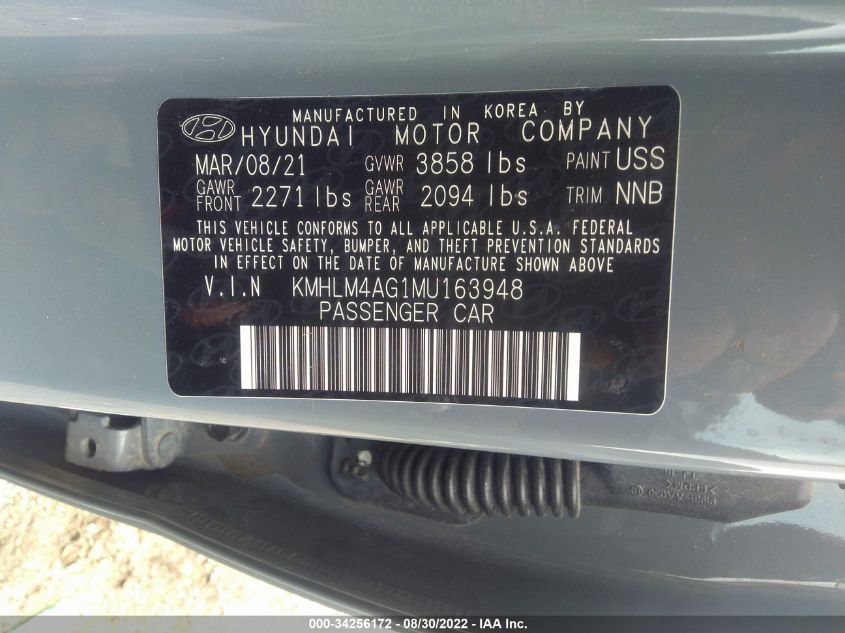 MANUFACTURED IN KOREA BY
HYUNDAI MOTOR COMPANY
MAR/08/21 GVWR 3858 lbs PAINT USS
GAWR FRONT 2271 lbs GAWR REAR 2094 lbs TRIM NNB
THIS VEHICLE CONFORMS TO ALL APPLICABLE U.S.A. FEDERAL
MOTOR VEHICLE SAFETY, BUMPER, AND THEFT PREVENTION STANDARDS
IN EFFECT ON THE DATE OF MANUFACTURE SHOWN ABOVE
V.I.N KMHLM4AG1MU163948
PASSENGER CAR
000-34256172 - 08/30/2022 - IAA Inc.